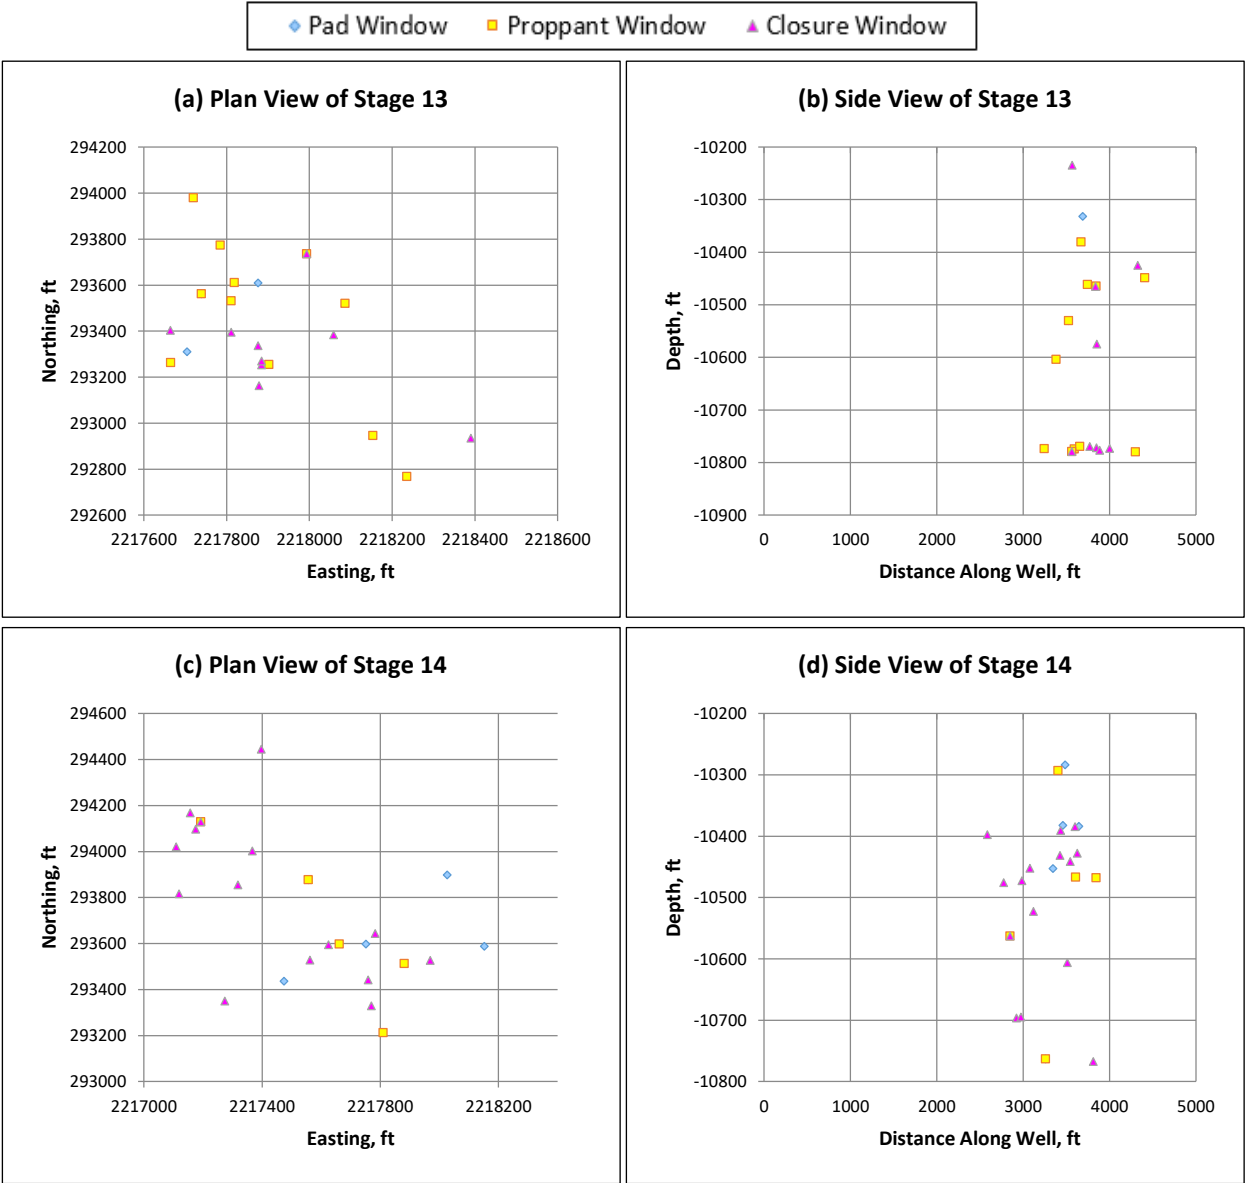 Pad Window Proppant Window Closure Window
(a) Plan View of Stage 13
294200
294000
293800
293600
293400
293200
293000
292800
292600
2217600 2217800 2218000 2218200 2218400 2218600
Northing, ft
Easting, ft
(b) Side View of Stage 13
-10200
-10300
-10400
-10500
-10600
-10700
-10800
-10900
0 1000 2000 3000 4000 5000
Depth, ft
Distance Along Well, ft
(c) Plan View of Stage 14
294600
294400
294200
294000
293800
293600
293400
293200
293000
2217000 2217400 2217800 2218200
Northing, ft
Easting, ft
(d) Side View of Stage 14
-10200
-10300
-10400
-10500
-10600
-10700
-10800
0 1000 2000 3000 4000 5000
Depth, ft
Distance Along Well, ft